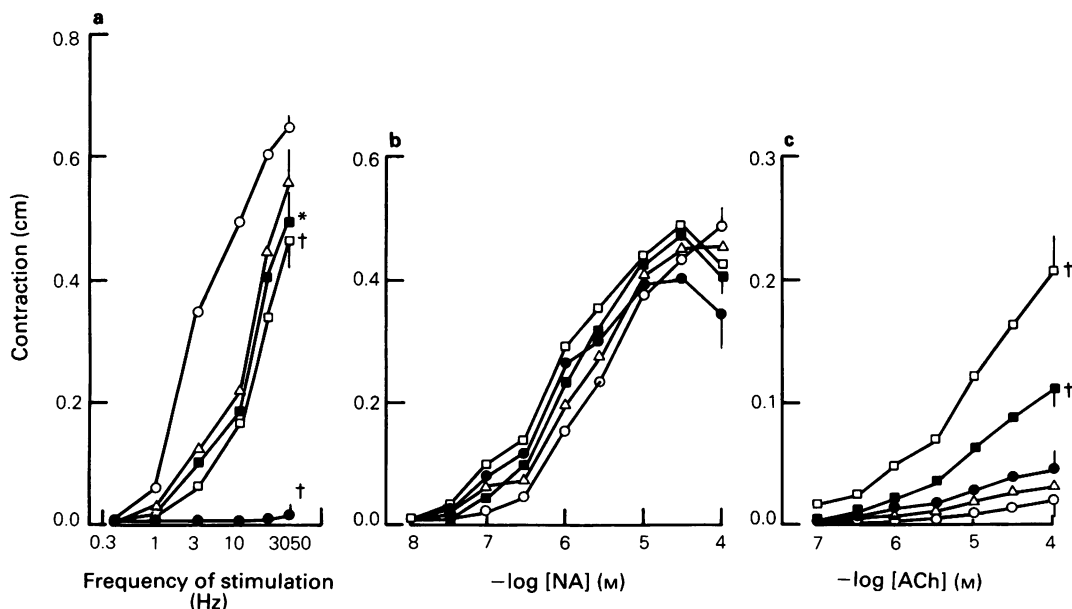 a
0.8
0.6
0.4
0.2
0.0
Contraction (cm)
*
†
†
0.3 1 3 10 30 50
Frequency of stimulation
(Hz)
b
0.6
0.4
0.2
0.0
8 7 6 5 4
−log [NA] (M)
c
0.3
0.2
0.1
0.0
†
†
7 6 5 4
−log [ACh] (M)